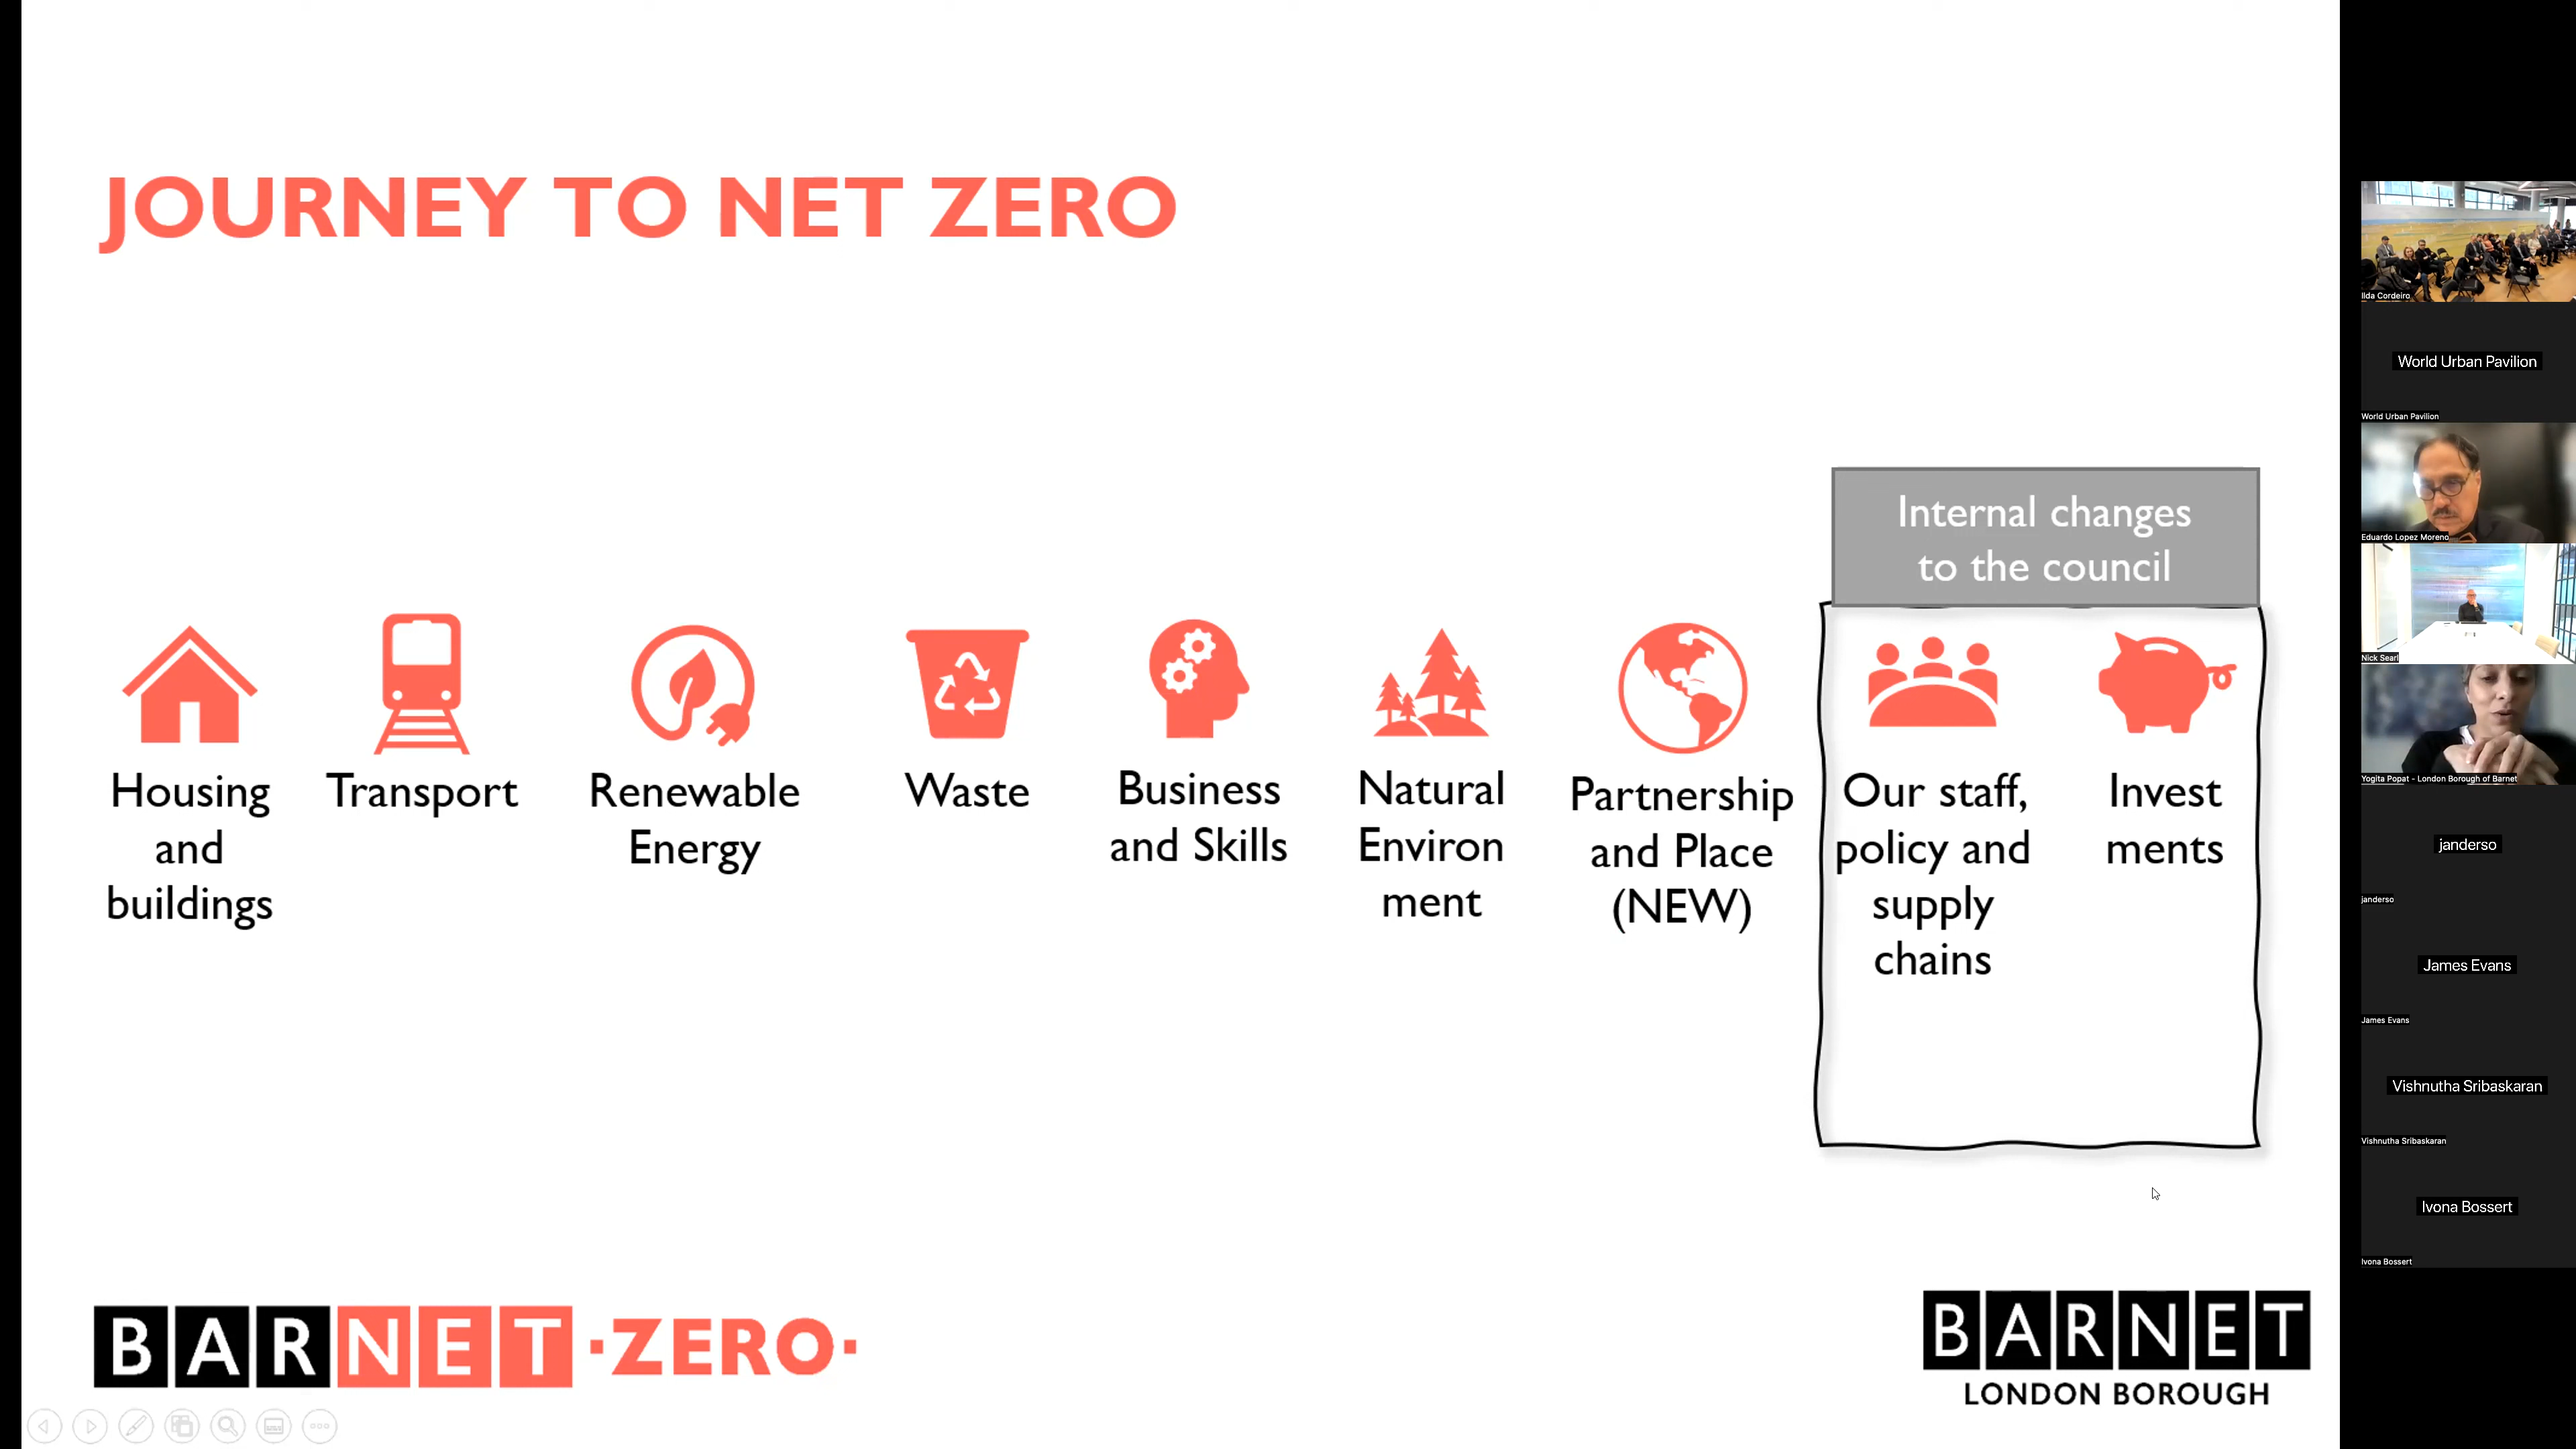 JOURNEY TO NET ZERO
Internal changes
to the council
Housing
and
buildings
Transport
Renewable
Energy
Waste
Business
and Skills
Natural
Environ
ment
Partnership
and Place
(NEW)
Our staff,
policy and
supply
chains
Invest
ments
BARNET ·ZERO·
BARNET
LONDON BOROUGH
Ilda Cordeiro
World Urban Pavilion
World Urban Pavilion
Eduardo Lopez Moreno
Nick Searl
Yogita Popat - London Borough of Barnet
janderso
janderso
James Evans
James Evans
Vishnutha Sribaskaran
Vishnutha Sribaskaran
Ivona Bossert
Ivona Bossert